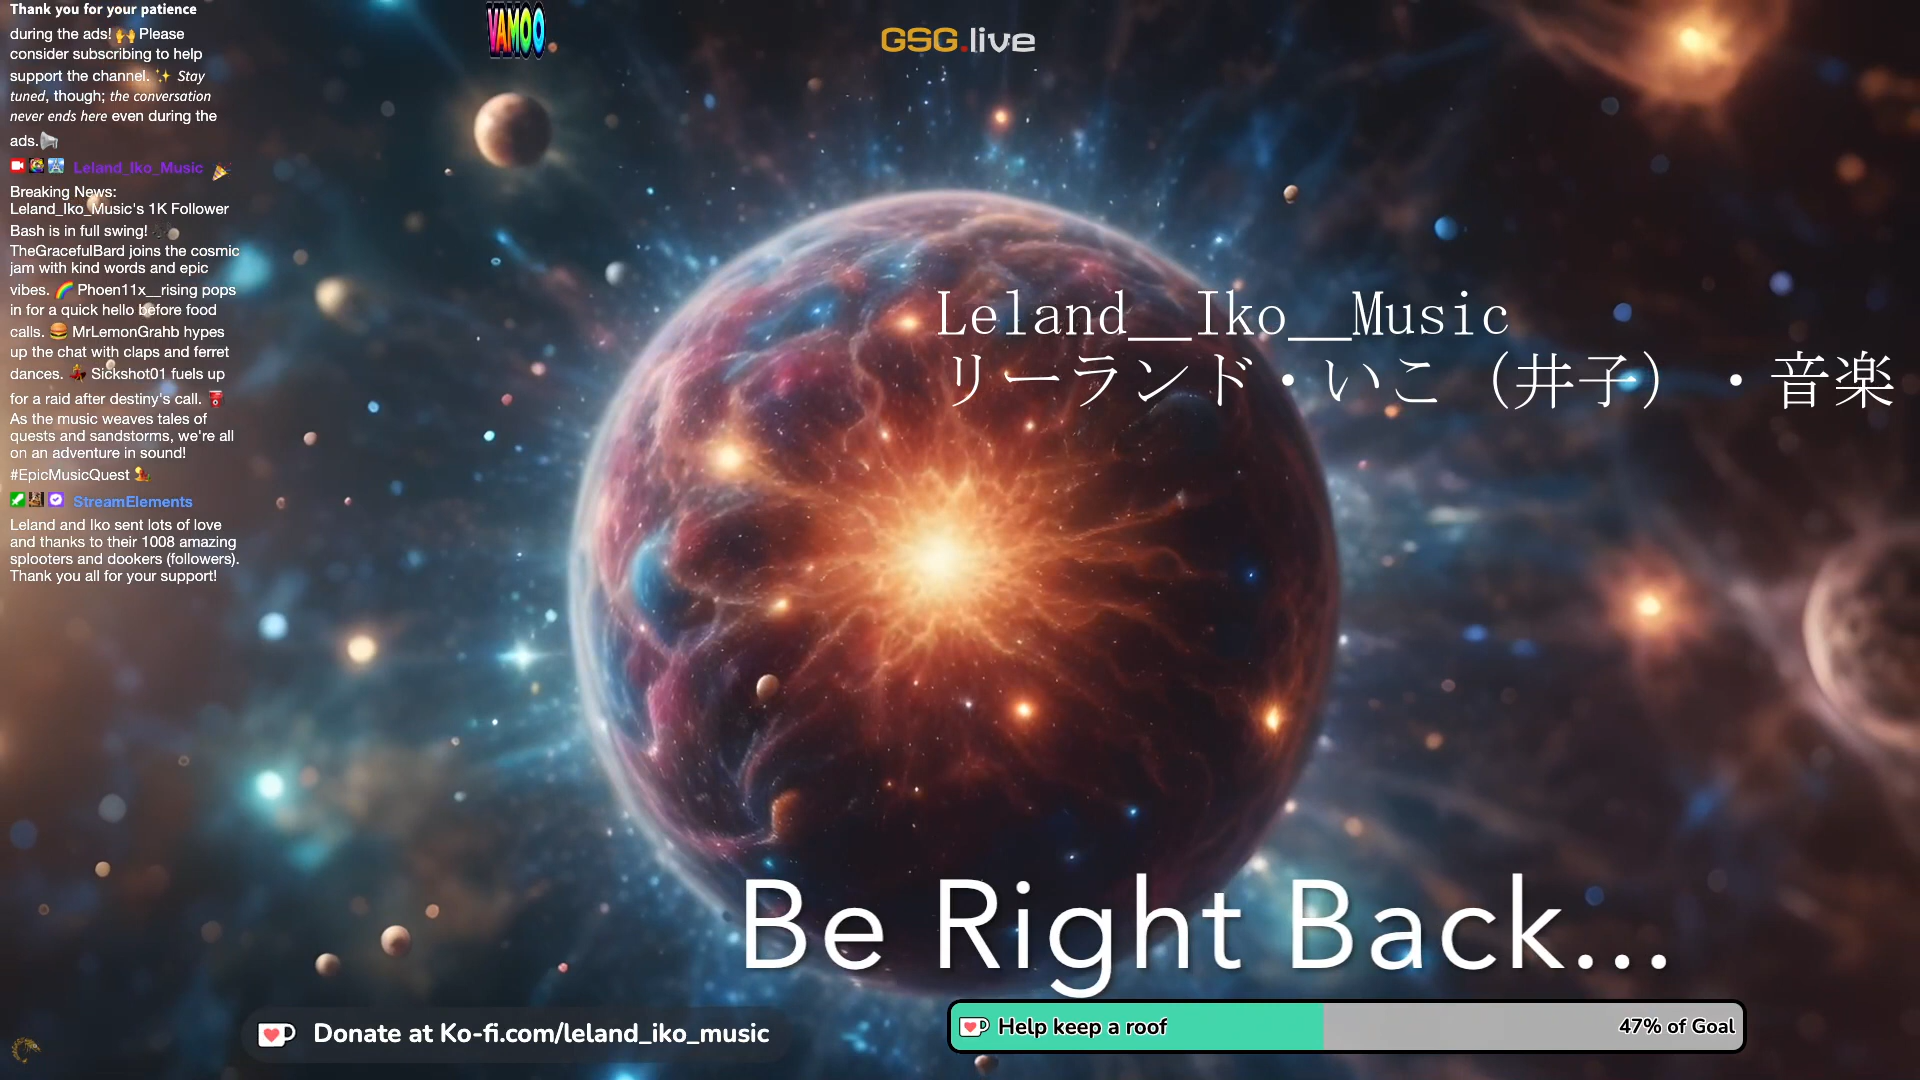 Thank you for your patience
during the ads! 🙌 Please
consider subscribing to help
support the channel. ✨ Stay
tuned, though; the conversation
never ends here even during the
ads.
Leland_Iko_Music 🎉
Breaking News:
Leland_Iko_Music's 1K Follower
Bash is in full swing! 🎶
TheGracefulBard joins the cosmic
jam with kind words and epic
vibes. 🌈 Phoen11x__rising pops
in for a quick hello before food
calls. 🍔 MrLemonGrahb hypes
up the chat with claps and ferret
dances. 💃 Sickshot01 fuels up
for a raid after destiny's call. 🥤
As the music weaves tales of
quests and sandstorms, we're all
on an adventure in sound!
#EpicMusicQuest
StreamElements
Leland and Iko sent lots of love
and thanks to their 1008 amazing
splooters and dookers (followers).
Thank you all for your support!
VAMOO
GSG.live
Leland__Iko__Music
リーランド・いこ（井子）・音楽
Be Right Back...
Donate at Ko-fi.com/leland_iko_music
Help keep a roof
47% of Goal